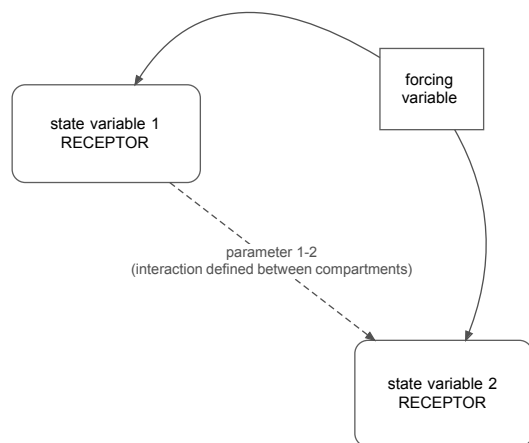 forcing
variable
state variable 1
RECEPTOR
parameter 1-2
(interaction defined between compartments)
state variable 2
RECEPTOR